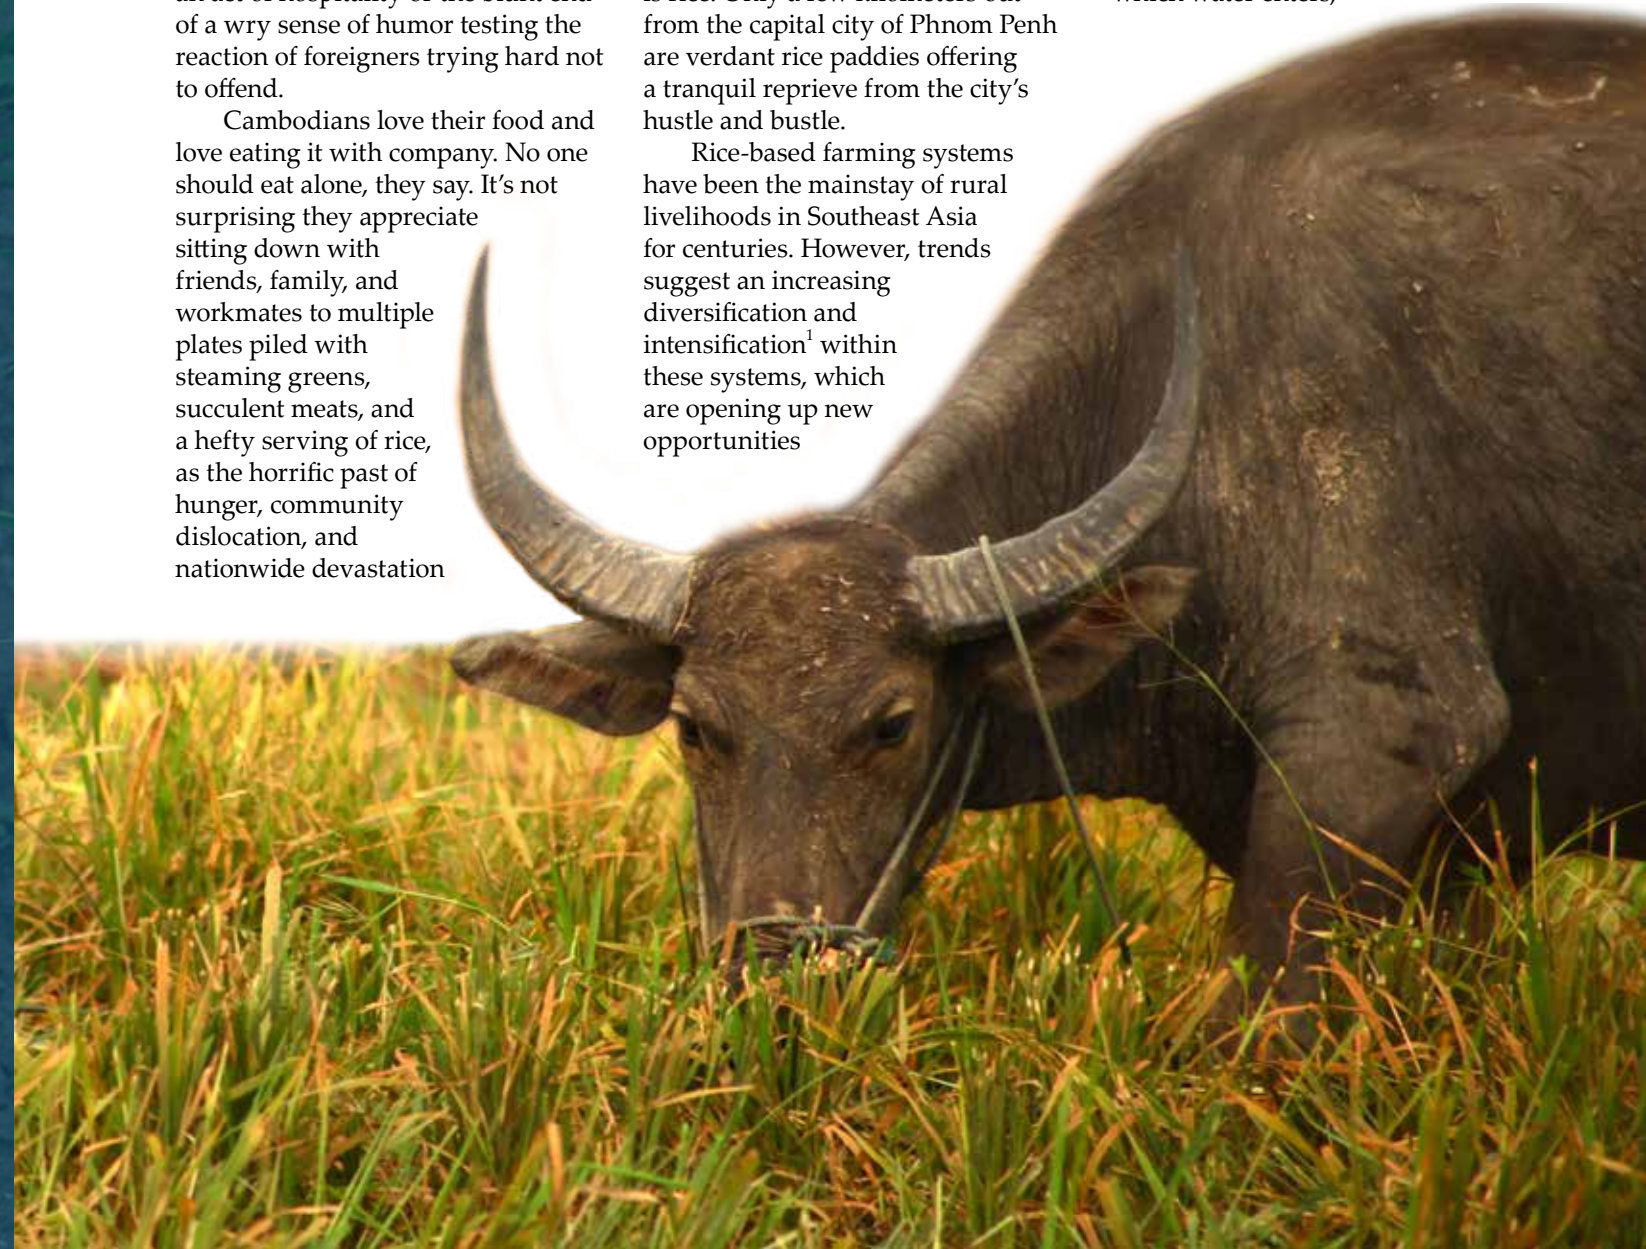 of a wry sense of humor testing the
reaction of foreigners trying hard not
to offend.
Cambodians love their food and
love eating it with company. No one
should eat alone, they say. It's not
surprising they appreciate
sitting down with
friends, family, and
workmates to multiple
plates piled with
steaming greens,
succulent meats, and
a hefty serving of rice,
as the horrific past of
hunger, community
dislocation, and
nationwide devastation
from the capital city of Phnom Penh
are verdant rice paddies offering
a tranquil reprieve from the city's
hustle and bustle.
Rice-based farming systems
have been the mainstay of rural
livelihoods in Southeast Asia
for centuries. However, trends
suggest an increasing
diversification and
intensification¹ within
these systems, which
are opening up new
opportunities